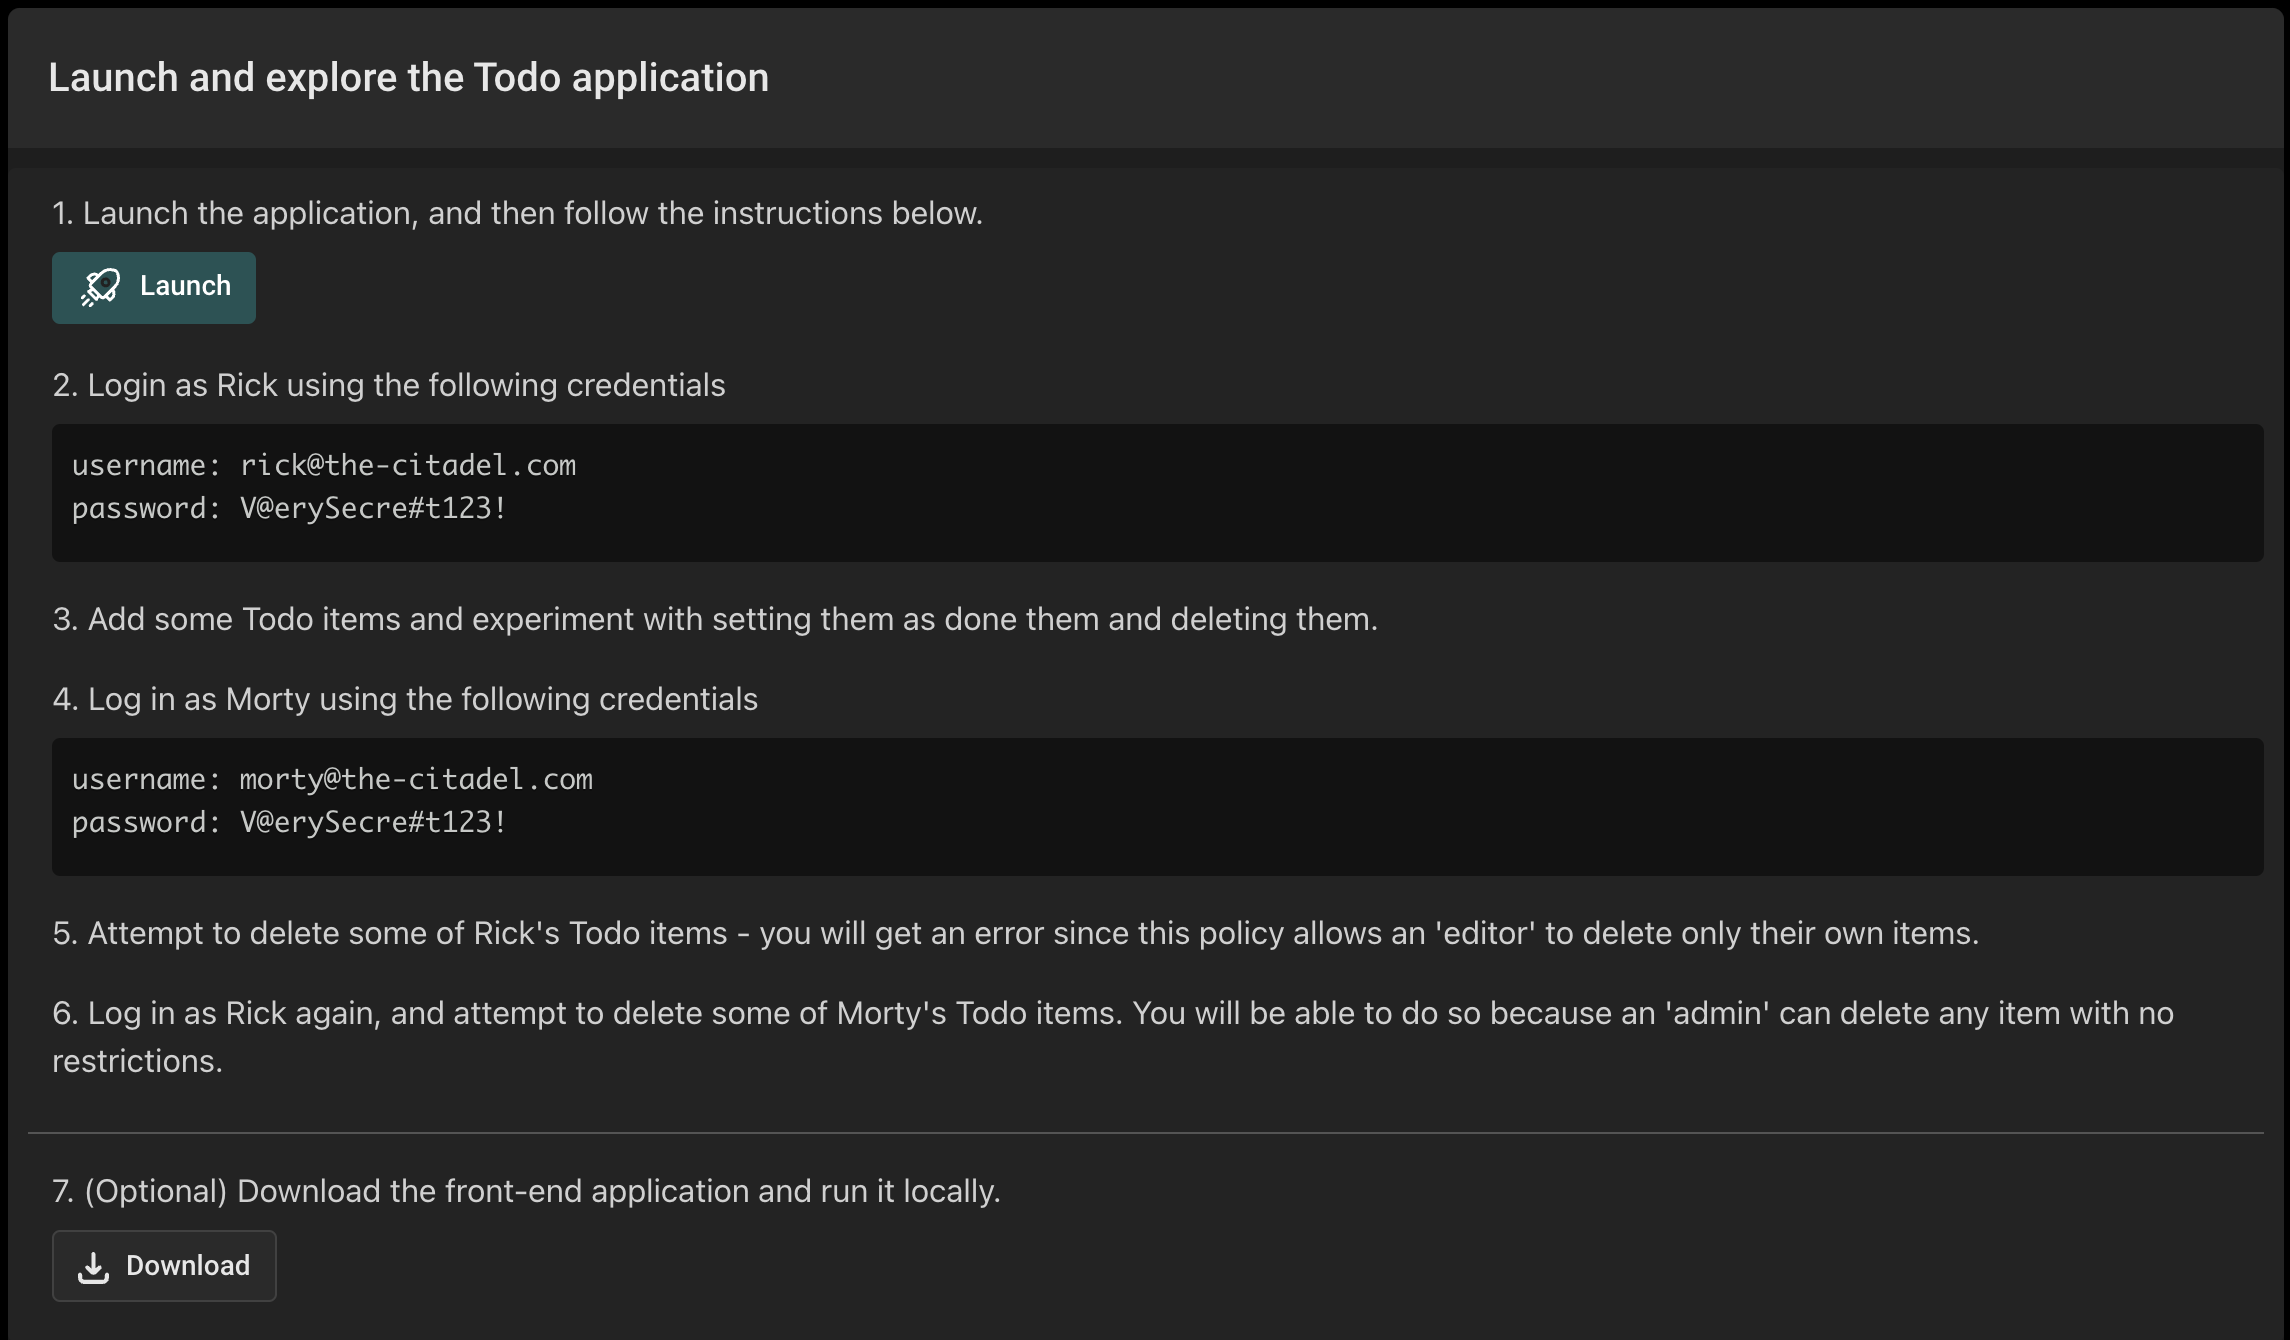 Launch and explore the Todo application
1. Launch the application, and then follow the instructions below.
Launch
2. Login as Rick using the following credentials
username: rick@the-citadel.com
password: V@erySecre#t123!
3. Add some Todo items and experiment with setting them as done them and deleting them.
4. Log in as Morty using the following credentials
username: morty@the-citadel.com
password: V@erySecre#t123!
5. Attempt to delete some of Rick's Todo items - you will get an error since this policy allows an 'editor' to delete only their own items.
6. Log in as Rick again, and attempt to delete some of Morty's Todo items. You will be able to do so because an 'admin' can delete any item with no
restrictions.
7. (Optional) Download the front-end application and run it locally.
Download